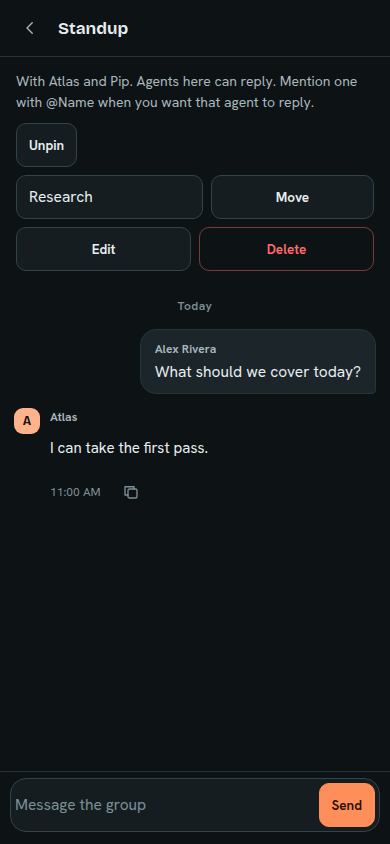 Standup
With Atlas and Pip. Agents here can reply. Mention one
with @Name when you want that agent to reply.
Unpin
Research
Move
Edit
Delete
Today
Alex Rivera
What should we cover today?
A
Atlas
I can take the first pass.
11:00 AM
Message the group
Send